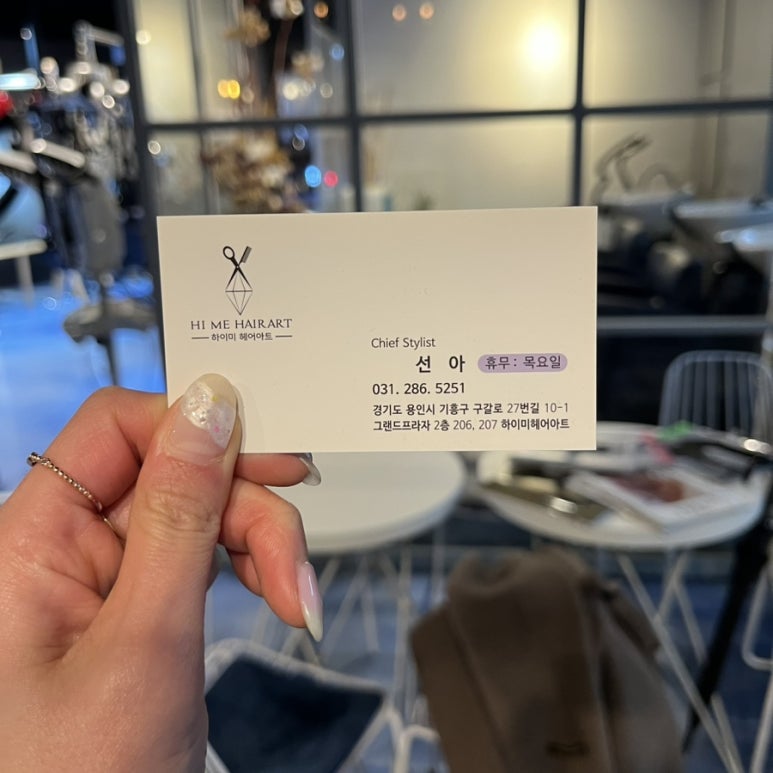 HI ME HAIRART
하이미 헤어아트
Chief Stylist
선 아 휴무 : 목요일
031. 286. 5251
경기도 용인시 기흥구 구갈로 27번길 10-1
그랜드프라자 2층 206, 207 하이미헤어아트